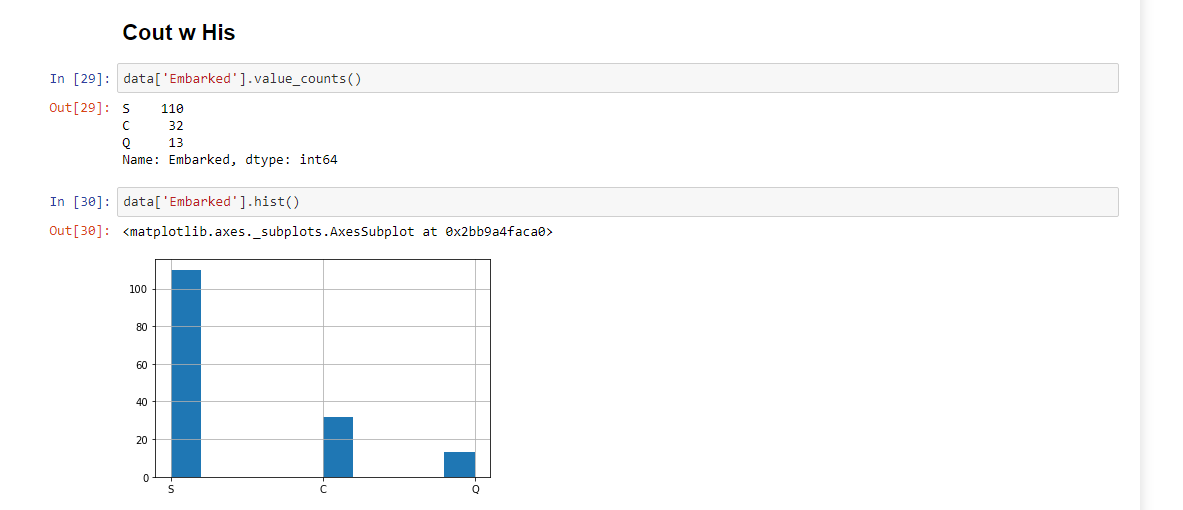 Cout w His
In [29]: data['Embarked'].value_counts()
Out[29]: S    110
C     32
Q     13
Name: Embarked, dtype: int64
In [30]: data['Embarked'].hist()
Out[30]: <matplotlib.axes._subplots.AxesSubplot at 0x2bb9a4faca0>
100
80
60
40
20
0
S C Q